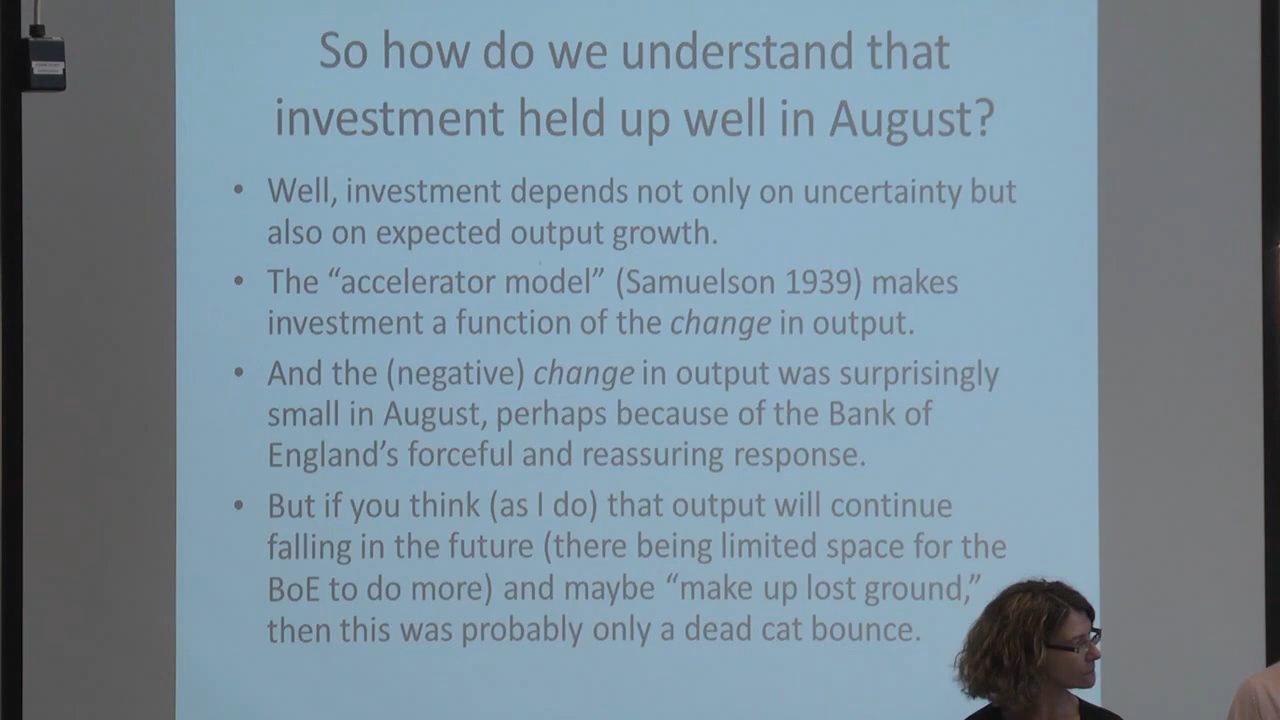 So how do we understand that
investment held up well in August?
• Well, investment depends not only on uncertainty but
also on expected output growth.
• The “accelerator model” (Samuelson 1939) makes
investment a function of the change in output.
• And the (negative) change in output was surprisingly
small in August, perhaps because of the Bank of
England’s forceful and reassuring response.
• But if you think (as I do) that output will continue
falling in the future (there being limited space for the
BoE to do more) and maybe “make up lost ground,”
then this was probably only a dead cat bounce.